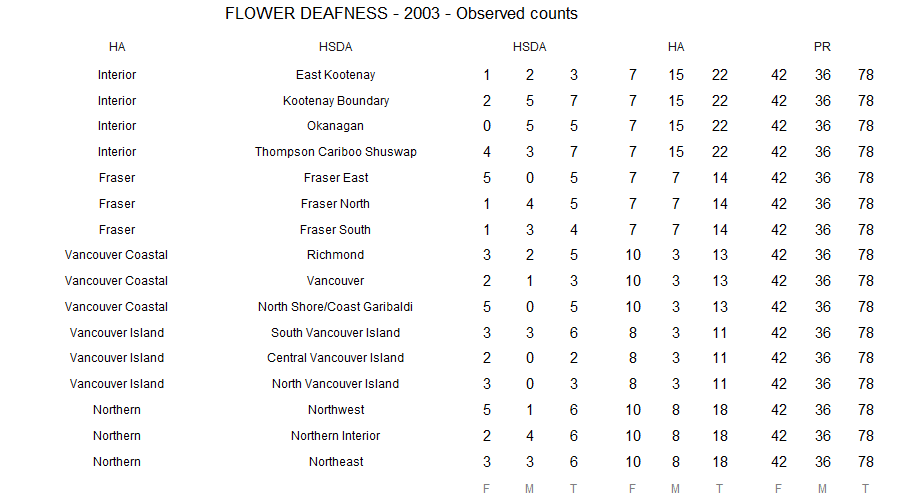 FLOWER DEAFNESS - 2003 - Observed counts
HA HSDA HSDA HA PR
Interior East Kootenay 1 2 3 7 15 22 42 36 78
Interior Kootenay Boundary 2 5 7 7 15 22 42 36 78
Interior Okanagan 0 5 5 7 15 22 42 36 78
Interior Thompson Cariboo Shuswap 4 3 7 7 15 22 42 36 78
Fraser Fraser East 5 0 5 7 7 14 42 36 78
Fraser Fraser North 1 4 5 7 7 14 42 36 78
Fraser Fraser South 1 3 4 7 7 14 42 36 78
Vancouver Coastal Richmond 3 2 5 10 3 13 42 36 78
Vancouver Coastal Vancouver 2 1 3 10 3 13 42 36 78
Vancouver Coastal North Shore/Coast Garibaldi 5 0 5 10 3 13 42 36 78
Vancouver Island South Vancouver Island 3 3 6 8 3 11 42 36 78
Vancouver Island Central Vancouver Island 2 0 2 8 3 11 42 36 78
Vancouver Island North Vancouver Island 3 0 3 8 3 11 42 36 78
Northern Northwest 5 1 6 10 8 18 42 36 78
Northern Northern Interior 2 4 6 10 8 18 42 36 78
Northern Northeast 3 3 6 10 8 18 42 36 78
F M T F M T F M T